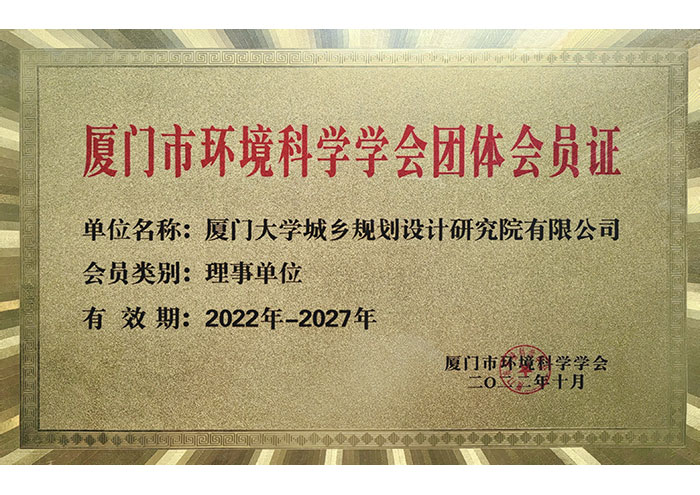 厦门市环境科学学会团体会员证
单位名称：厦门大学城乡规划设计研究院有限公司
会员类别：理事单位
有 效 期：2022年-2027年
厦门市环境科学学会
二〇二二年十月